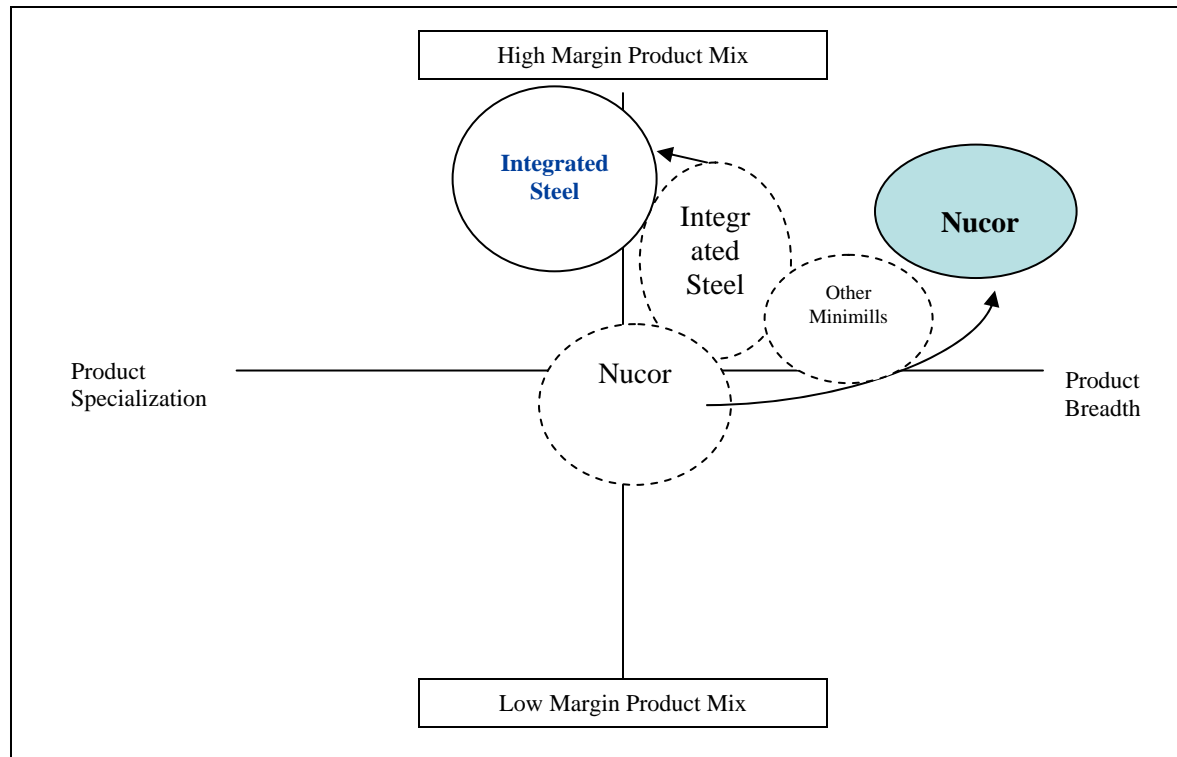 High Margin Product Mix
Integrated
Steel
Integr
ated
Steel
Nucor
Other
Minimills
Nucor
Product
Specialization
Product
Breadth
Low Margin Product Mix